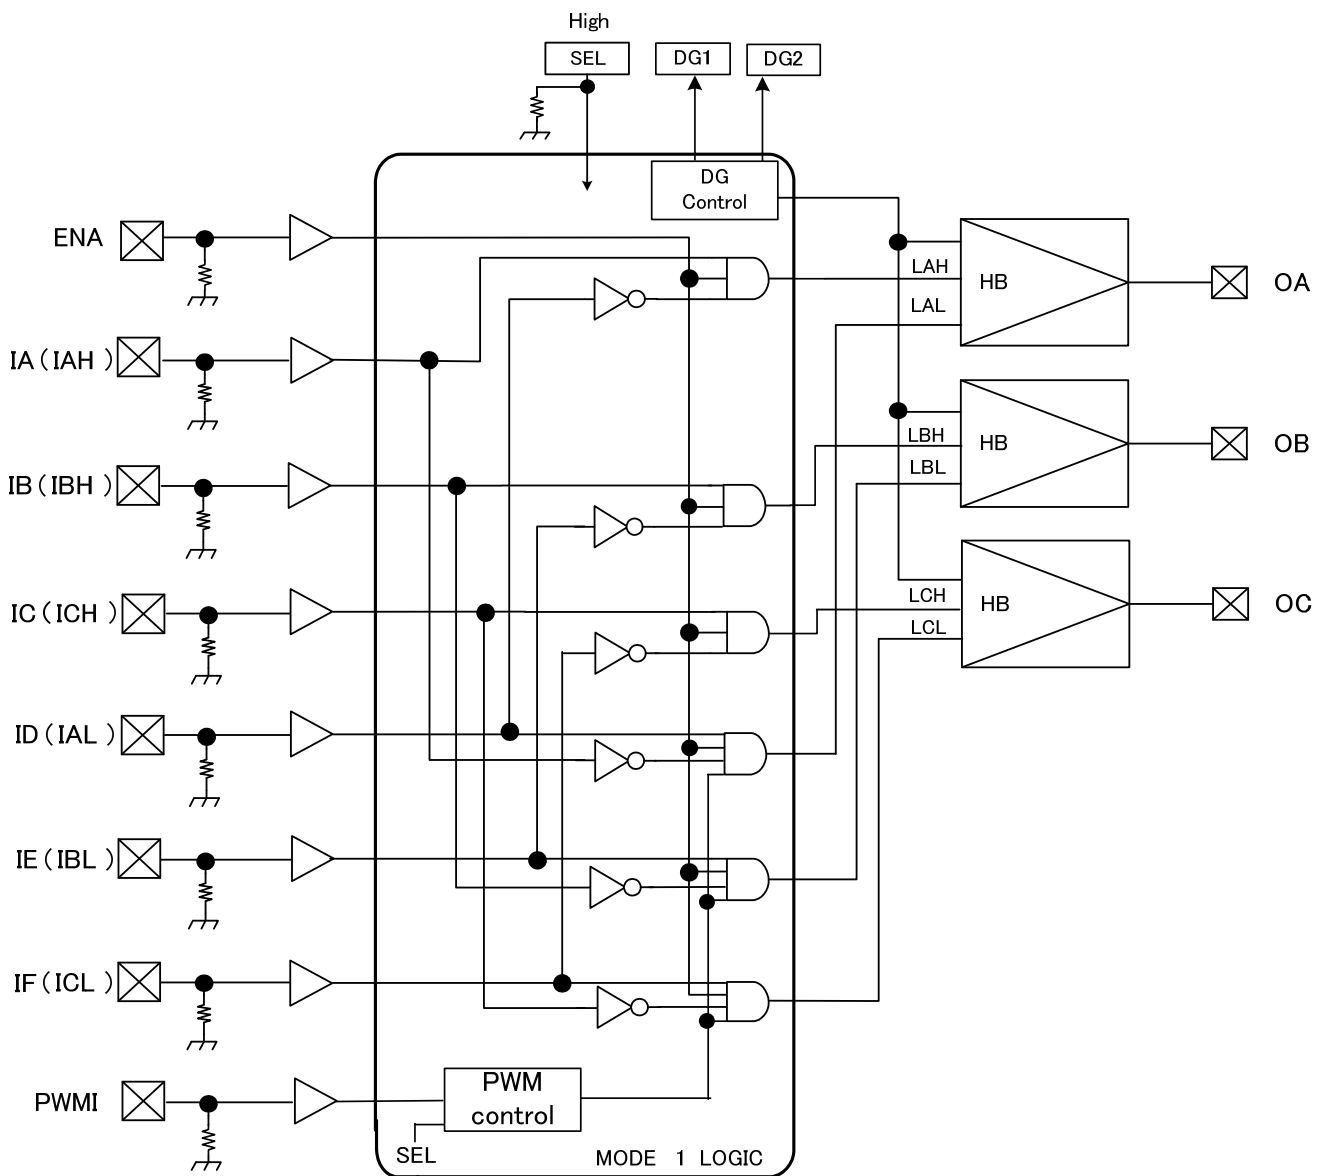 High
SEL
DG1
DG2
DG
Control
ENA
LAH
HB
OA
LAL
IA (IAH )
LBH
HB
OB
LBL
IB (IBH )
LCH
HB
OC
LCL
IC (ICH )
ID (IAL )
IE (IBL )
IF (ICL )
PWM
control
PWMI
SEL
MODE 1 LOGIC